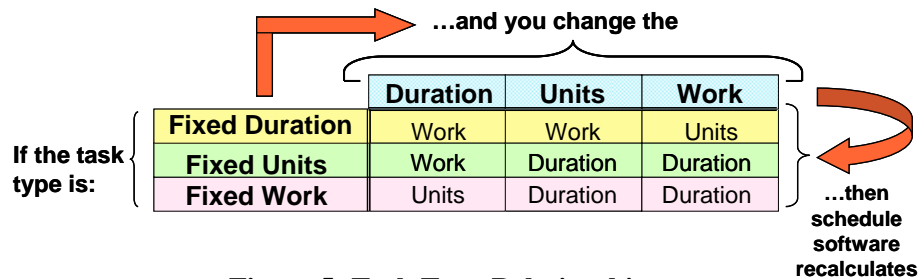 …and you change the
Duration Units Work
Fixed Duration Work Work Units
If the task
type is:
Fixed Units Work Duration Duration
Fixed Work Units Duration Duration
…then
schedule
software
recalculates